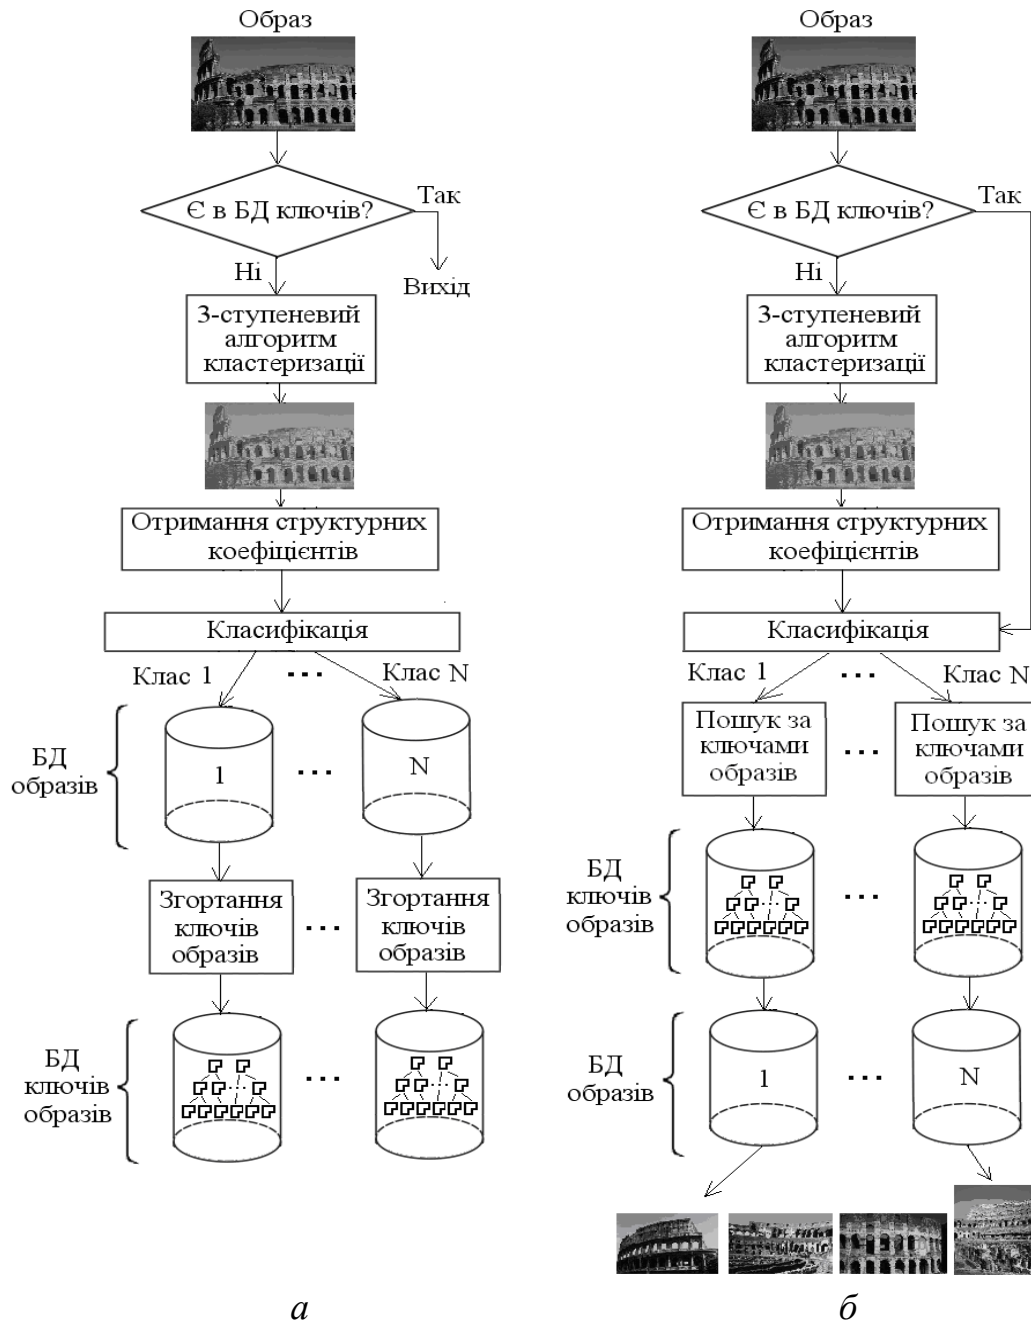 Образ
Є в БД ключів?
Так
Ні
Вихід
3-ступеневий
алгоритм
кластеризації
Отримання структурних
коефіцієнтів
Класифікація
Клас 1
...
Клас N
БД
образів
1
...
N
Згортання
ключів
образів
...
Згортання
ключів
образів
БД
ключів
образів
...
а
Образ
Є в БД ключів?
Так
Ні
3-ступеневий
алгоритм
кластеризації
Отримання структурних
коефіцієнтів
Класифікація
Клас 1
...
Клас N
Пошук за
ключами
образів
...
Пошук за
ключами
образів
БД
ключів
образів
...
БД
образів
1
...
N
б